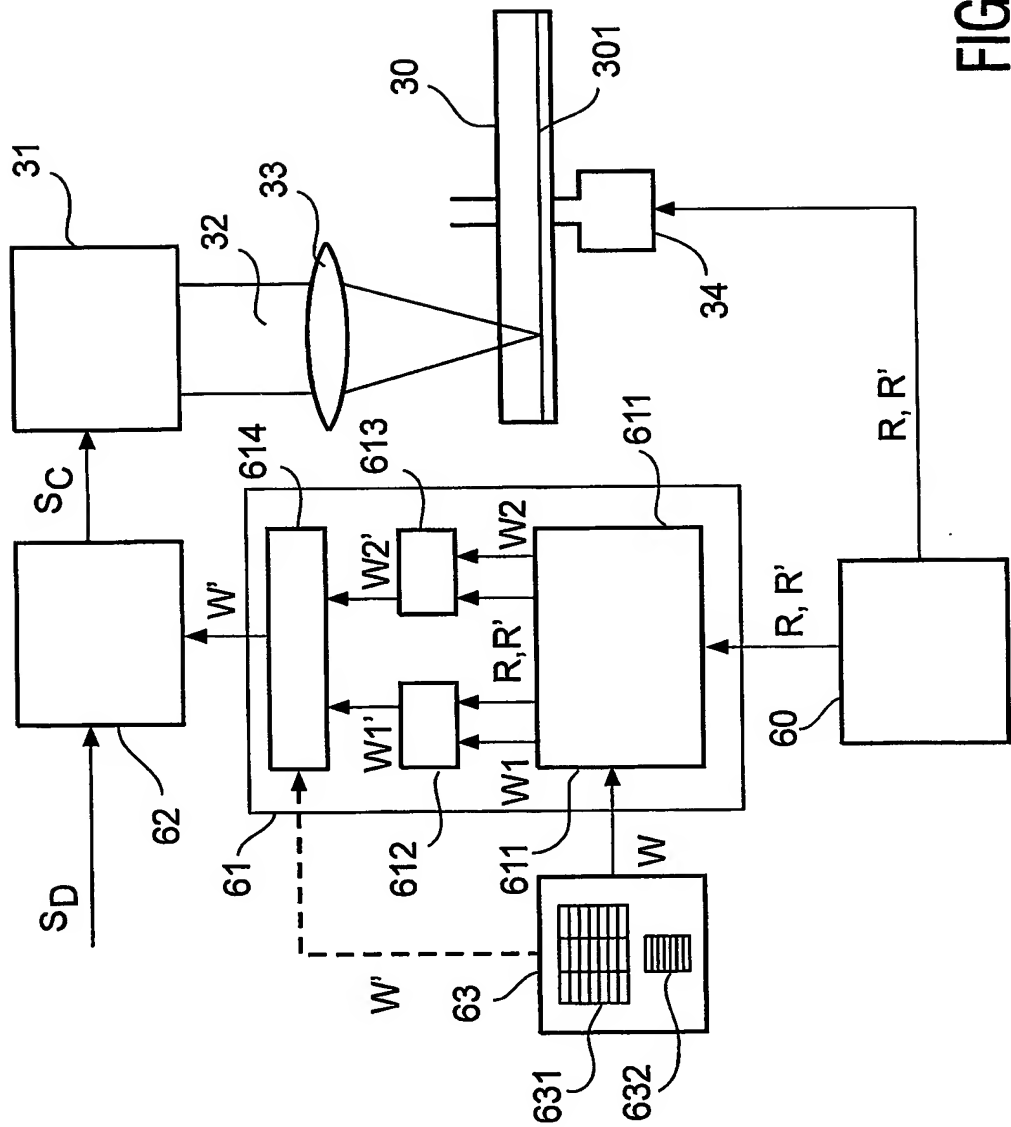 FIG
30
301
31
32
33
34
R, R'
S_C
614
613
611
W'
W2'
W2
R,R'
R, R'
W1'
W1
60
62
61
612
611
W
S_D
W'
63
631
632